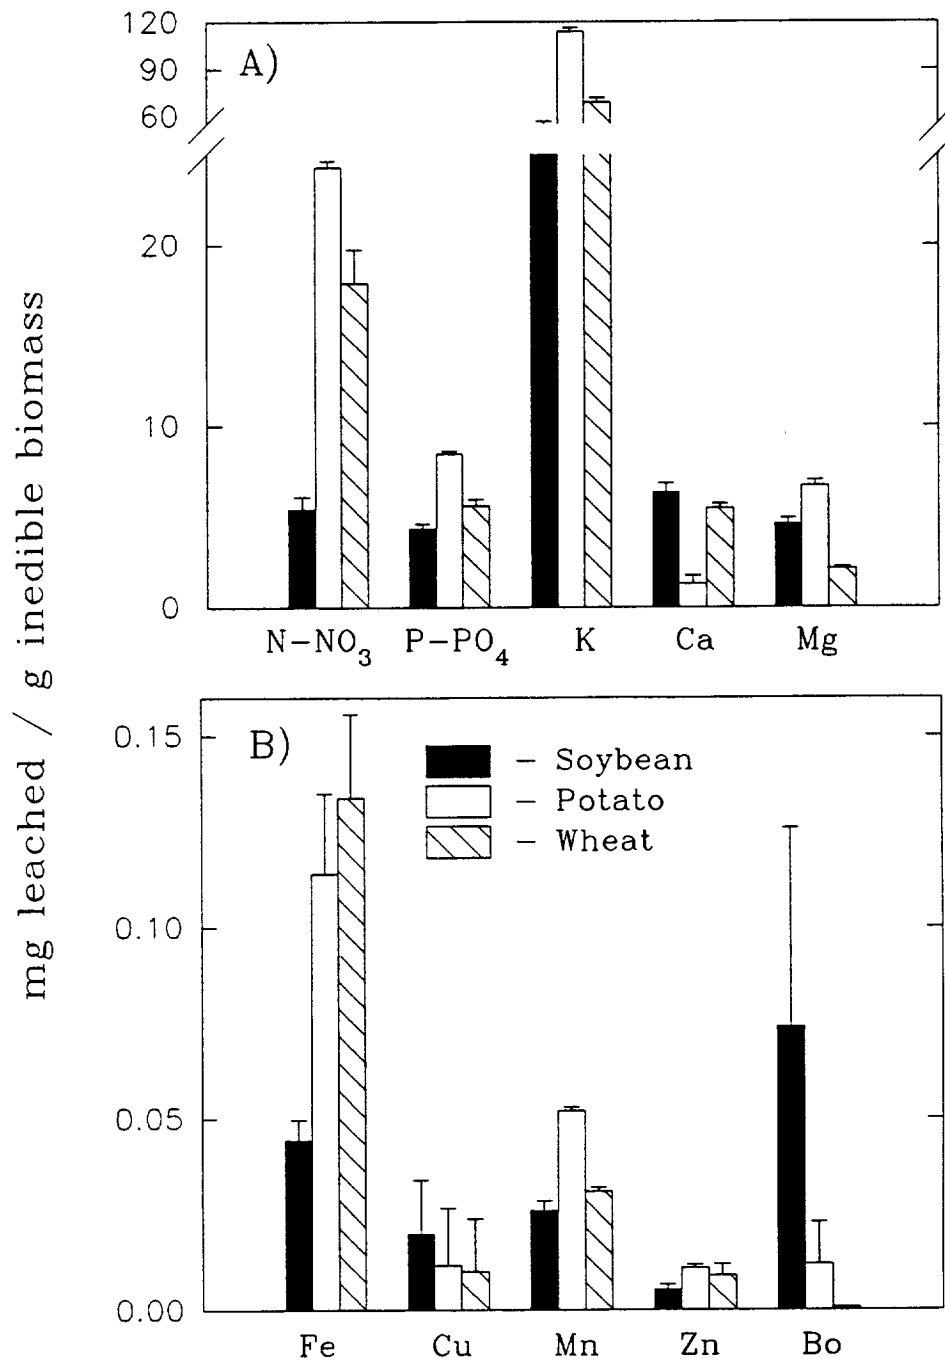 120
A)
90
60
20
10
0
N-NO3 P-PO4 K Ca Mg
mg leached / g inedible biomass
0.15
B)
- Soybean
- Potato
- Wheat
0.10
0.05
0.00
Fe Cu Mn Zn Bo